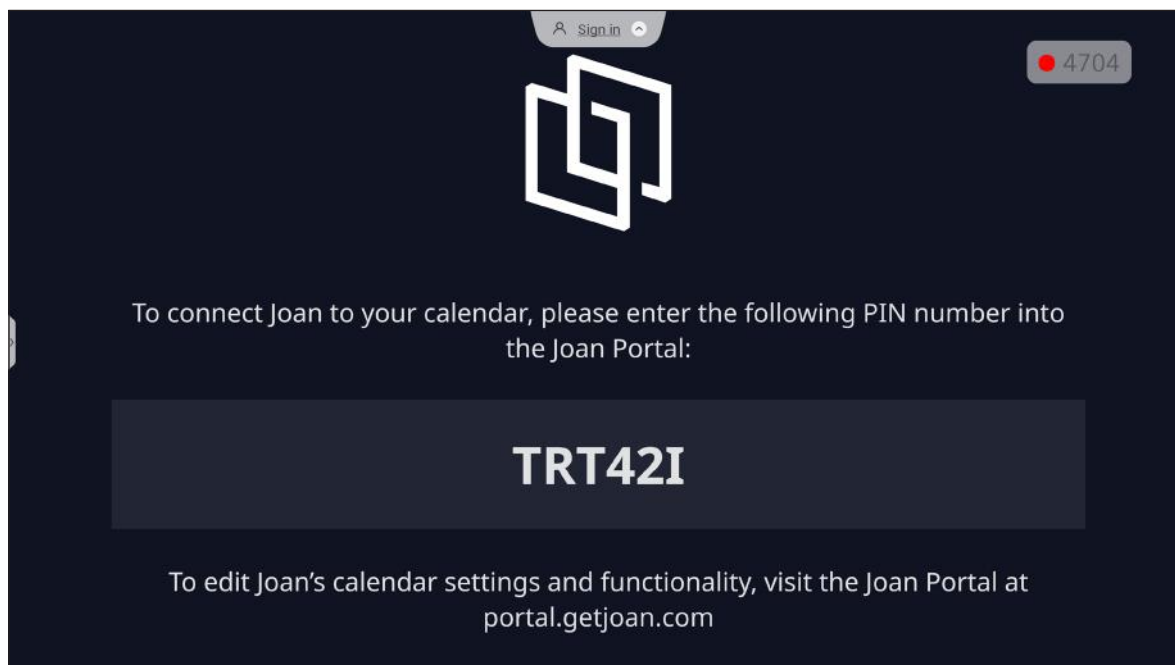 Sign in
4704
To connect Joan to your calendar, please enter the following PIN number into
the Joan Portal:
TRT42I
To edit Joan’s calendar settings and functionality, visit the Joan Portal at
portal.getjoan.com